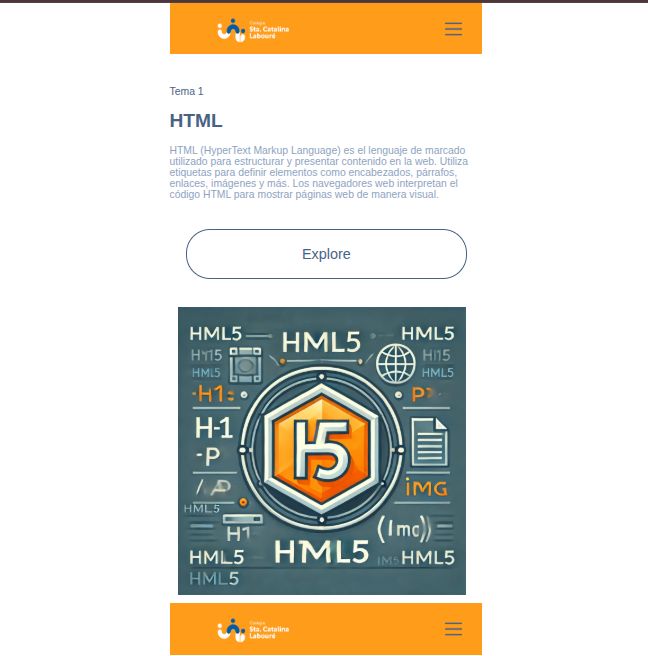 Colegio
Sta. Catalina
Labouré
Tema 1
HTML
HTML (HyperText Markup Language) es el lenguaje de marcado
utilizado para estructurar y presentar contenido en la web. Utiliza
etiquetas para definir elementos como encabezados, párrafos,
enlaces, imágenes y más. Los navegadores web interpretan el
código HTML para mostrar páginas web de manera visual.
Explore
HML5
HML5
HML5
HML5
HML5
H1
P
H-1
-P
H5
iMG
HML5
H1
(Imc))
HML5
HML5
HML5
HML5
Colegio
Sta. Catalina
Labouré